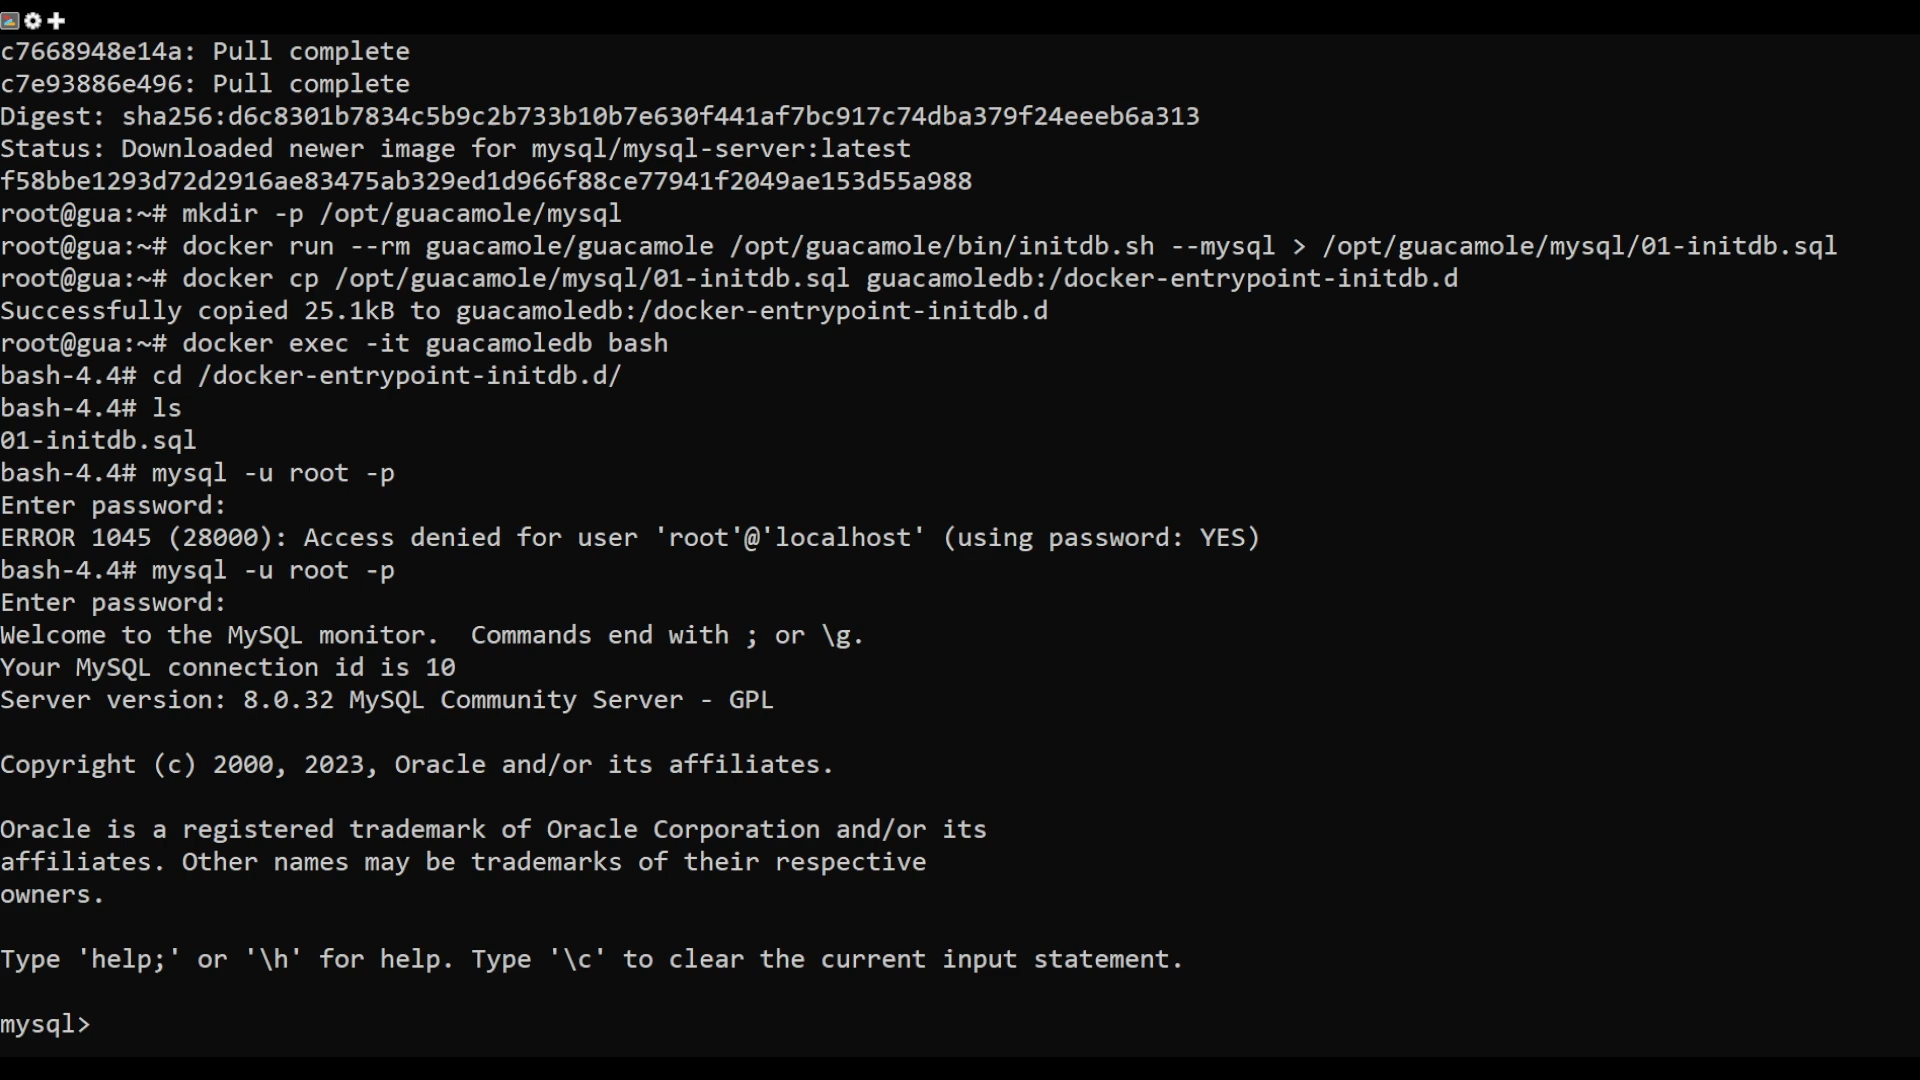 c7668948e14a: Pull complete
c7e93886e496: Pull complete
Digest: sha256:d6c8301b7834c5b9c2b733b10b7e630f441af7bc917c74dba379f24eeeb6a313
Status: Downloaded newer image for mysql/mysql-server:latest
f58bbe1293d72d2916ae83475ab329ed1d966f88ce77941f2049ae153d55a988
root@gua:~# mkdir -p /opt/guacamole/mysql
root@gua:~# docker run --rm guacamole/guacamole /opt/guacamole/bin/initdb.sh --mysql > /opt/guacamole/mysql/01-initdb.sql
root@gua:~# docker cp /opt/guacamole/mysql/01-initdb.sql guacamoledb:/docker-entrypoint-initdb.d
Successfully copied 25.1kB to guacamoledb:/docker-entrypoint-initdb.d
root@gua:~# docker exec -it guacamoledb bash
bash-4.4# cd /docker-entrypoint-initdb.d/
bash-4.4# ls
01-initdb.sql
bash-4.4# mysql -u root -p
Enter password:
ERROR 1045 (28000): Access denied for user 'root'@'localhost' (using password: YES)
bash-4.4# mysql -u root -p
Enter password:
Welcome to the MySQL monitor.  Commands end with ; or \g.
Your MySQL connection id is 10
Server version: 8.0.32 MySQL Community Server - GPL
Copyright (c) 2000, 2023, Oracle and/or its affiliates.
Oracle is a registered trademark of Oracle Corporation and/or its
affiliates. Other names may be trademarks of their respective
owners.
Type 'help;' or '\h' for help. Type '\c' to clear the current input statement.
mysql>